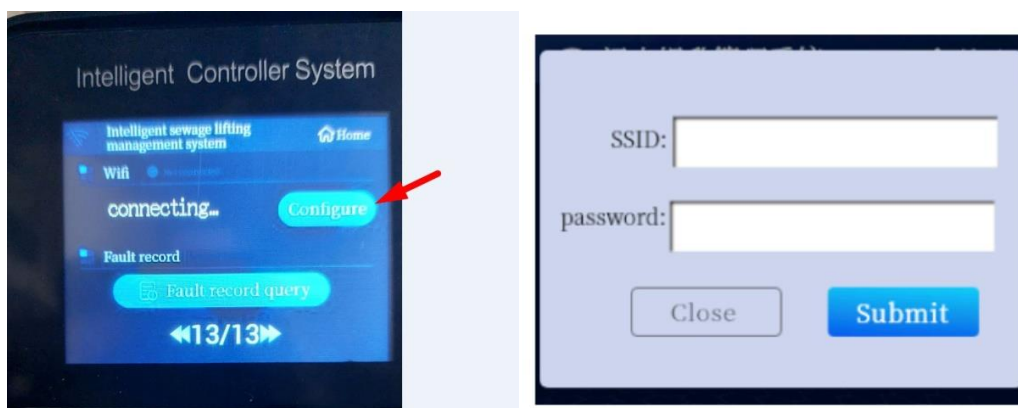 Intelligent Controller System
Intelligent sewage lifting
management system
Home
Wifi
connecting...
Configure
Fault record
Fault record query
13/13
SSID:
password:
Close
Submit